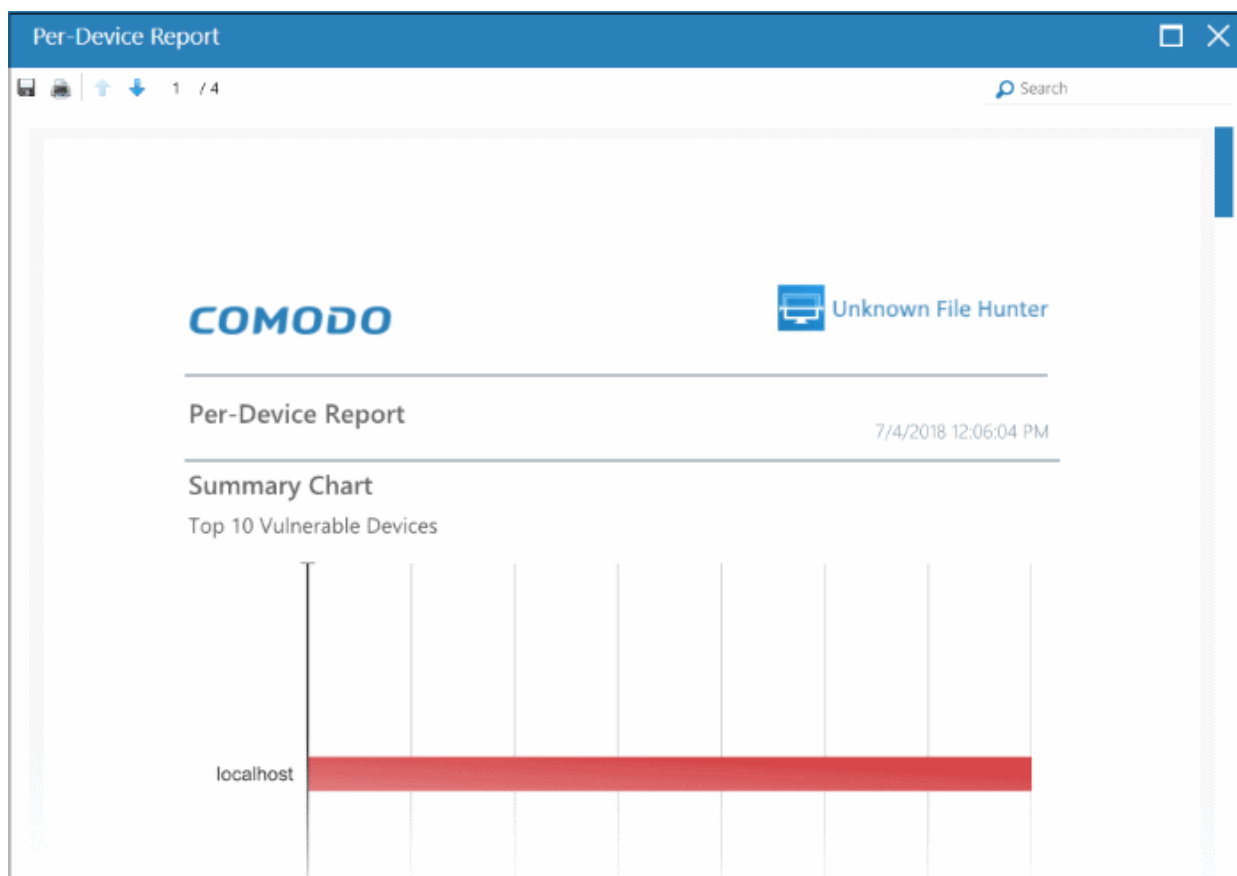 Per-Device Report
1 / 4
Search
COMODO
Unknown File Hunter
Per-Device Report
7/4/2018 12:06:04 PM
Summary Chart
Top 10 Vulnerable Devices
localhost